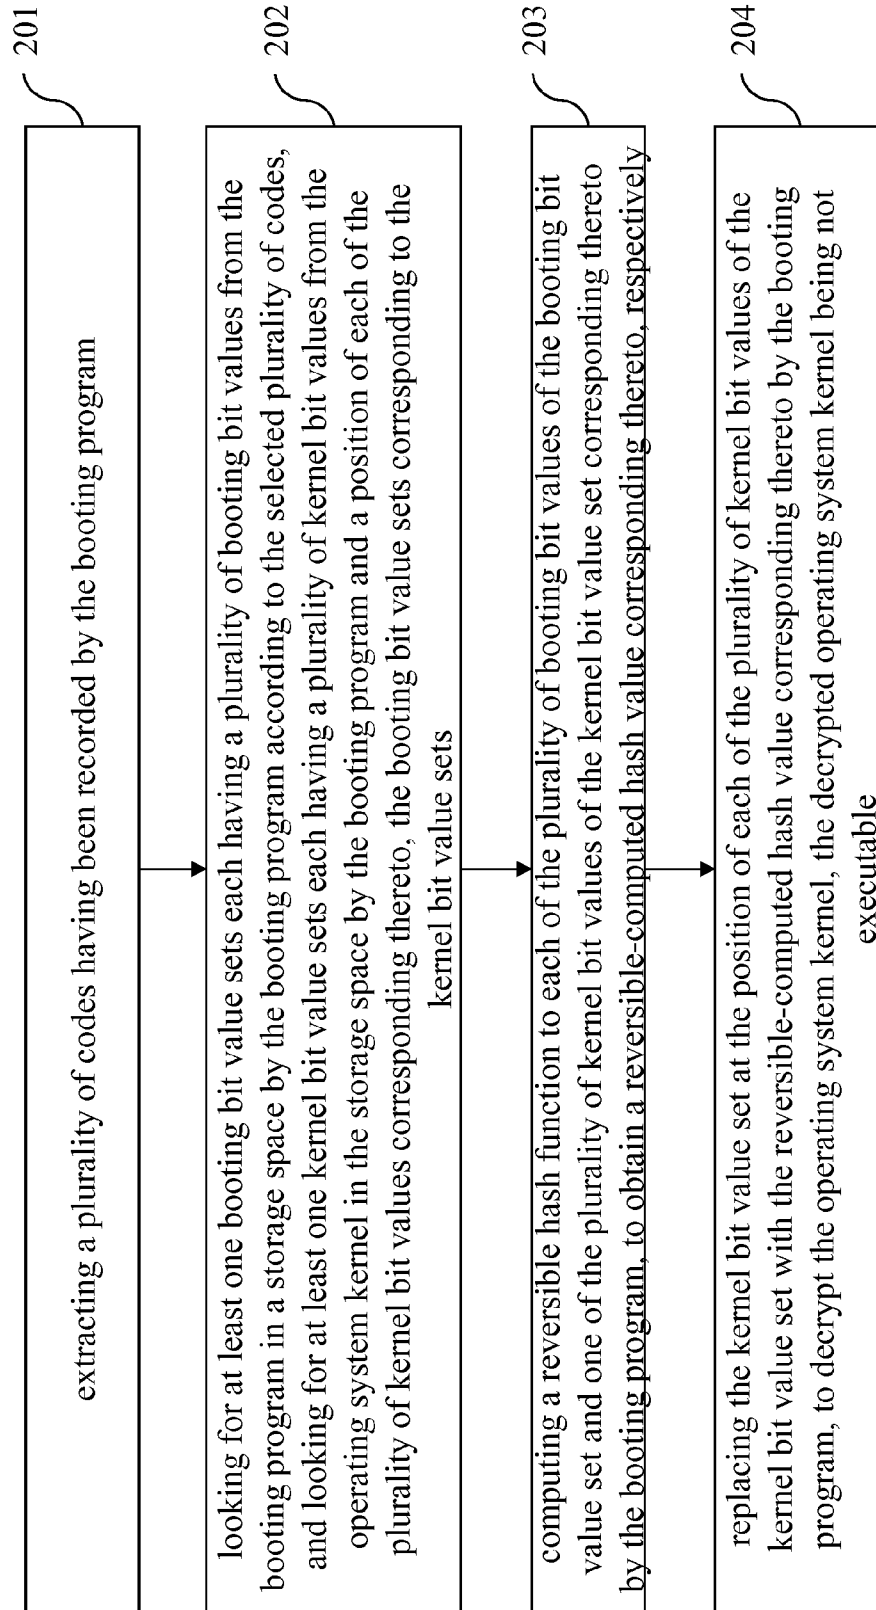 201
extracting a plurality of codes having been recorded by the booting program
202
looking for at least one booting bit value sets each having a plurality of booting bit values from the
booting program in a storage space by the booting program according to the selected plurality of codes,
and looking for at least one kernel bit value sets each having a plurality of kernel bit values from the
operating system kernel in the storage space by the booting program and a position of each of the
plurality of kernel bit values corresponding thereto, the booting bit value sets corresponding to the
kernel bit value sets
203
computing a reversible hash function to each of the plurality of booting bit values of the booting bit
value set and one of the plurality of kernel bit values of the kernel bit value set corresponding thereto
by the booting program, to obtain a reversible-computed hash value corresponding thereto, respectively
204
replacing the kernel bit value set at the position of each of the plurality of kernel bit values of the
kernel bit value set with the reversible-computed hash value corresponding thereto by the booting
program, to decrypt the operating system kernel, the decrypted operating system kernel being not
executable